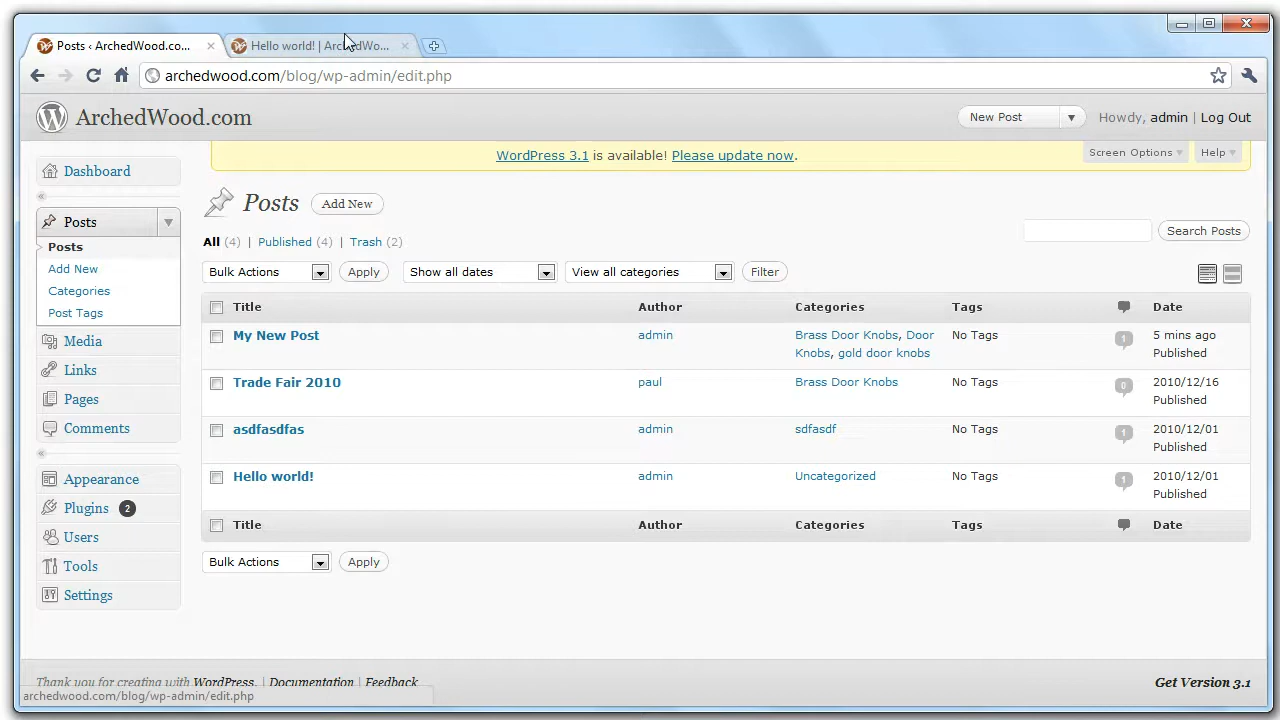 Posts ‹ ArchedWood.co...
Hello world! | ArchedWo...
archedwood.com/blog/wp-admin/edit.php
ArchedWood.com
New Post
Howdy, admin | Log Out
WordPress 3.1 is available! Please update now.
Screen Options
Help
Dashboard
Posts
Posts
Add New
Categories
Post Tags
Media
Links
Pages
Comments
Appearance
Plugins 2
Users
Tools
Settings
Posts Add New
Search Posts
All (4) | Published (4) | Trash (2)
Bulk Actions Apply Show all dates View all categories Filter
Title Author Categories Tags Date
My New Post admin Brass Door Knobs, Door No Tags 1 5 mins ago
Knobs, gold door knobs Published
Trade Fair 2010 paul Brass Door Knobs No Tags 0 2010/12/16
Published
asdfasdfas admin sdfasdf No Tags 1 2010/12/01
Published
Hello world! admin Uncategorized No Tags 1 2010/12/01
Published
Title Author Categories Tags Date
Bulk Actions Apply
Thank you for creating with WordPress. | Documentation | Feedback
Get Version 3.1
archedwood.com/blog/wp-admin/edit.php